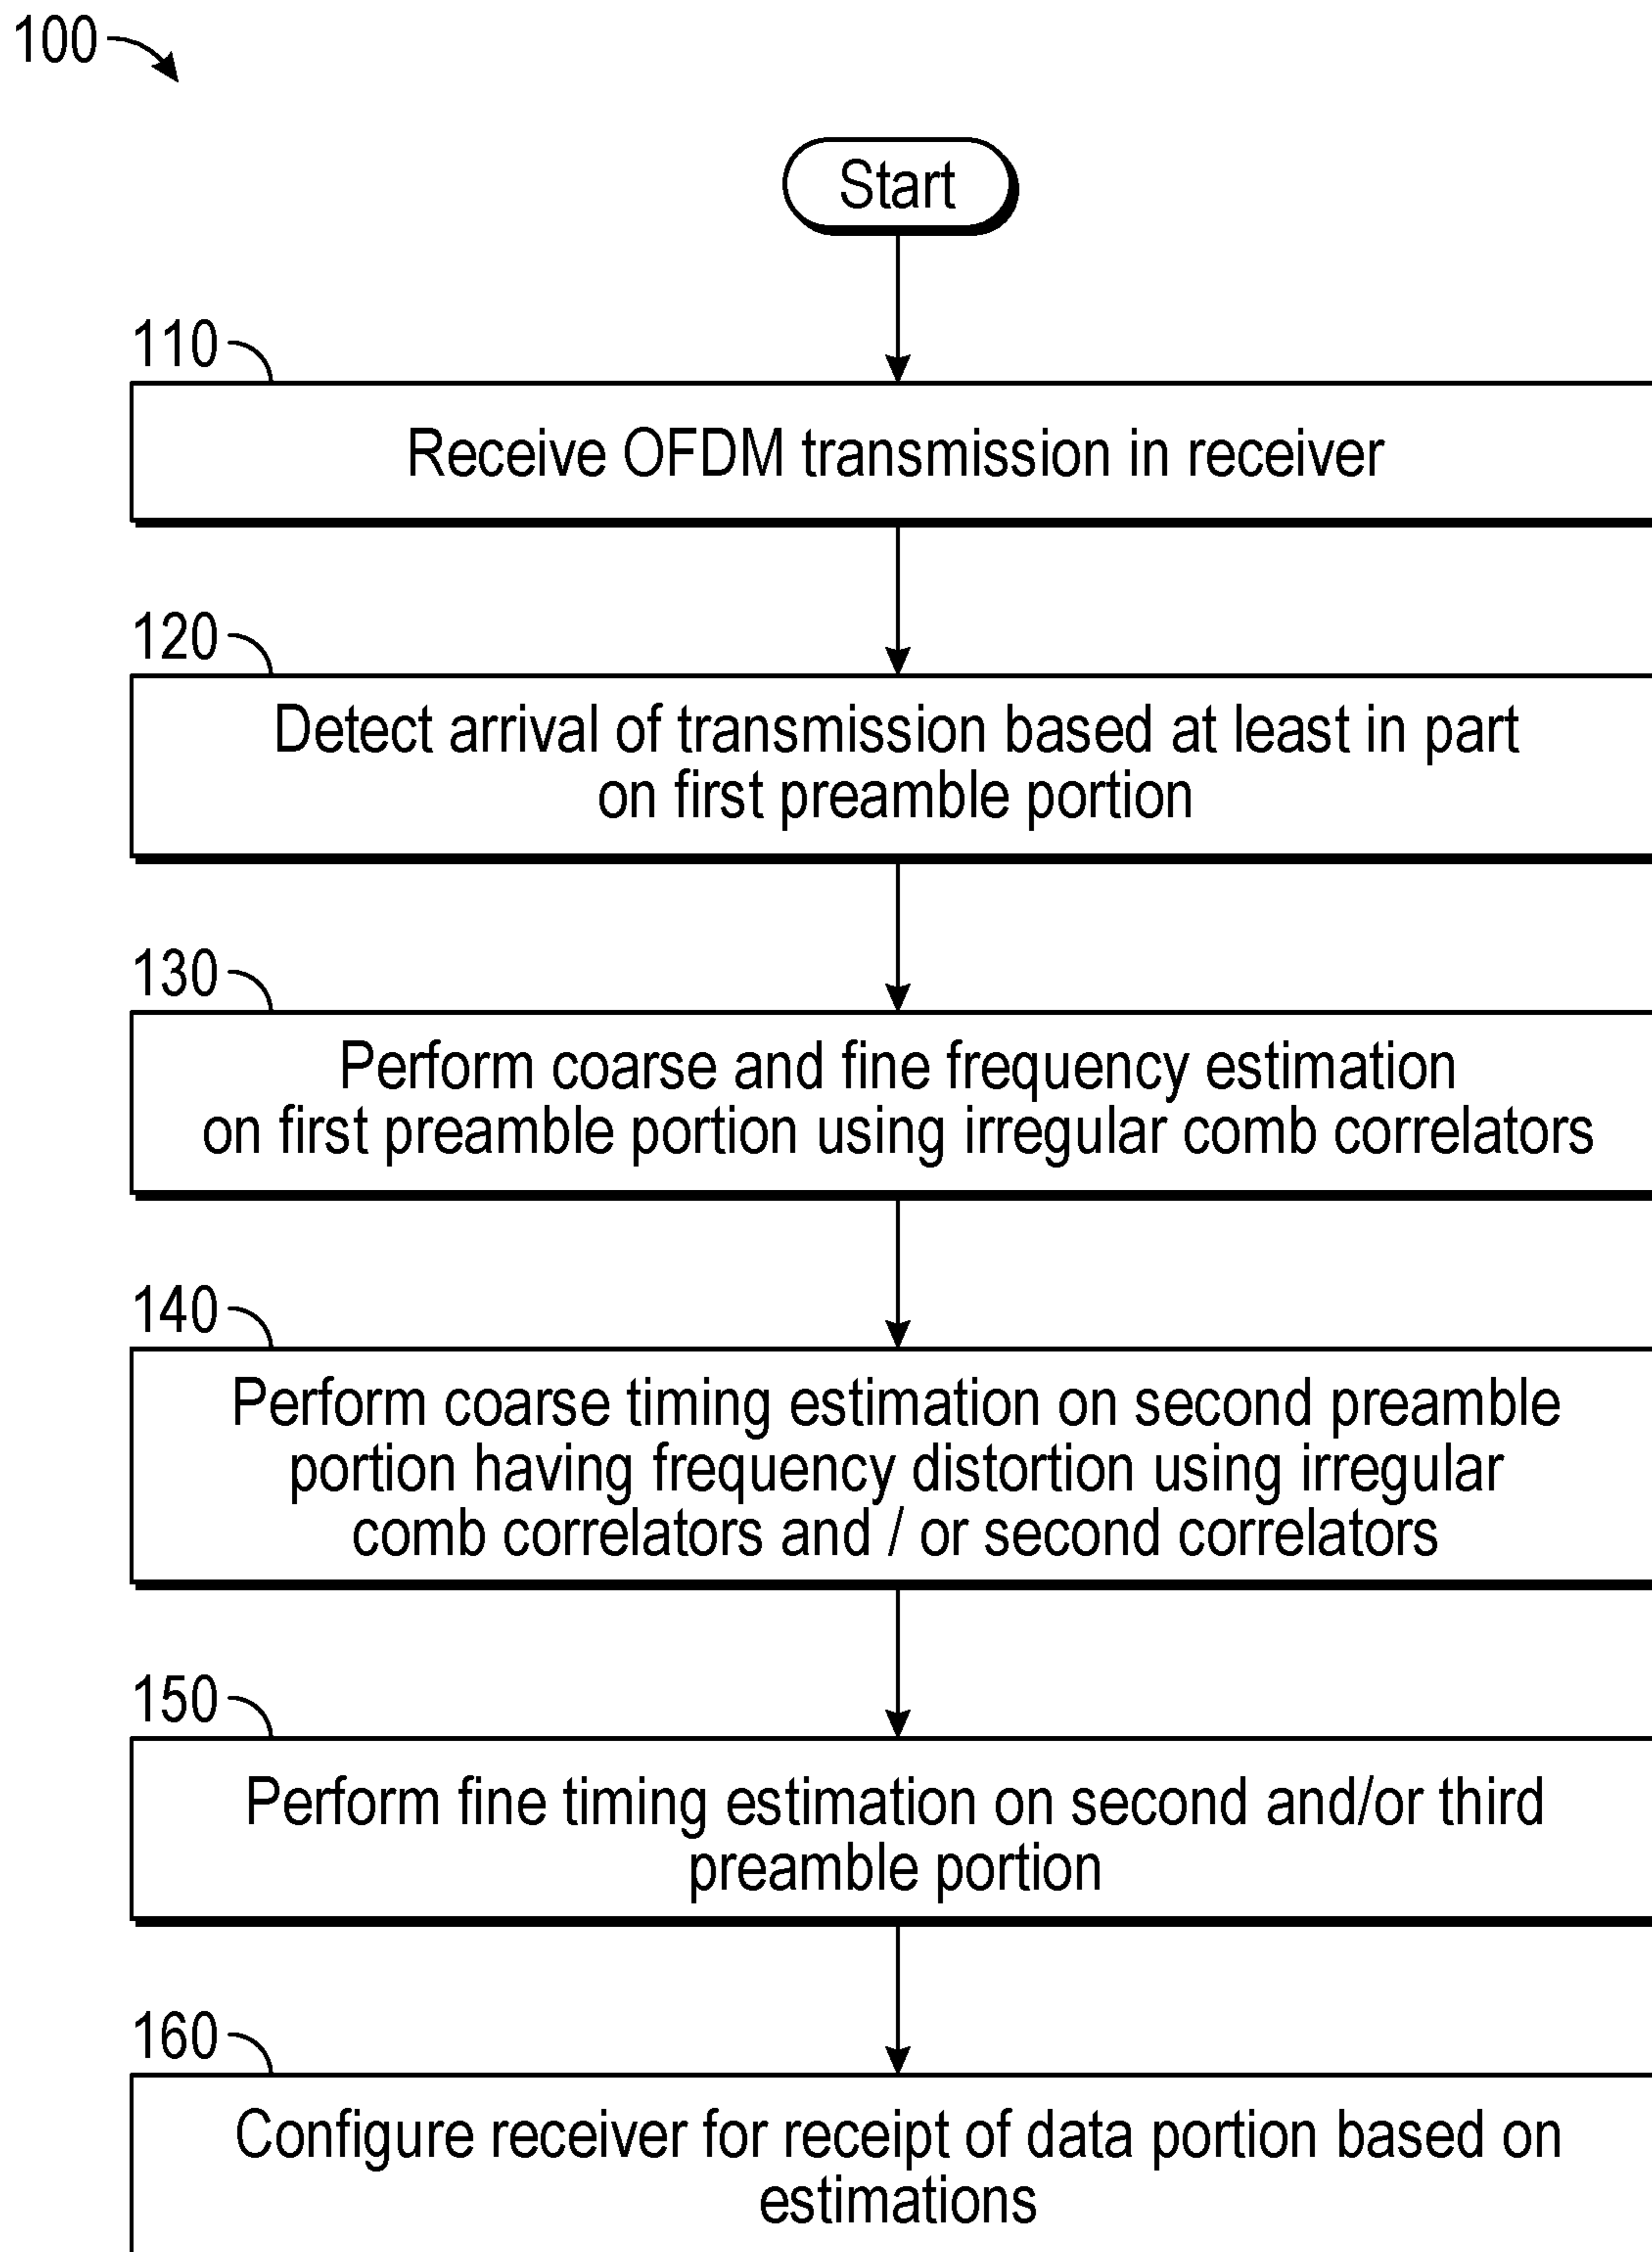 100
Start
110
Receive OFDM transmission in receiver
120
Detect arrival of transmission based at least in part
on first preamble portion
130
Perform coarse and fine frequency estimation
on first preamble portion using irregular comb correlators
140
Perform coarse timing estimation on second preamble
portion having frequency distortion using irregular
comb correlators and / or second correlators
150
Perform fine timing estimation on second and/or third
preamble portion
160
Configure receiver for receipt of data portion based on
estimations